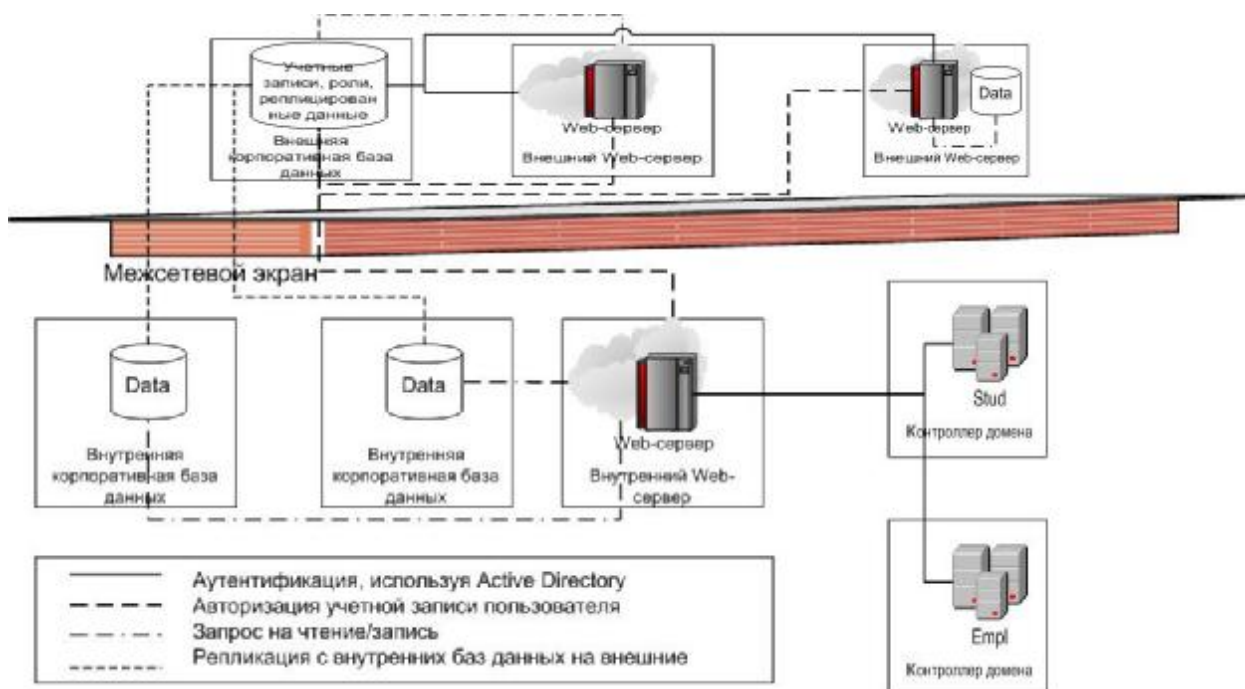 Учетные
записи, роли,
реплицирован
ные данные
Внешняя
корпоративная база
данных
Web-сервер
Внешний Web-сервер
Data
Web-сервер
Внешний Web-сервер
Межсетевой экран
Data
Внутренняя
корпоративная база
данных
Data
Внутренняя
корпоративная база
данных
Web-сервер
Внутренний Web-
сервер
Stud
Контроллер домена
Empl
Контроллер домена
Аутентификация, используя Active Directory
Авторизация учетной записи пользователя
Запрос на чтение/запись
Репликация с внутренних баз данных на внешние